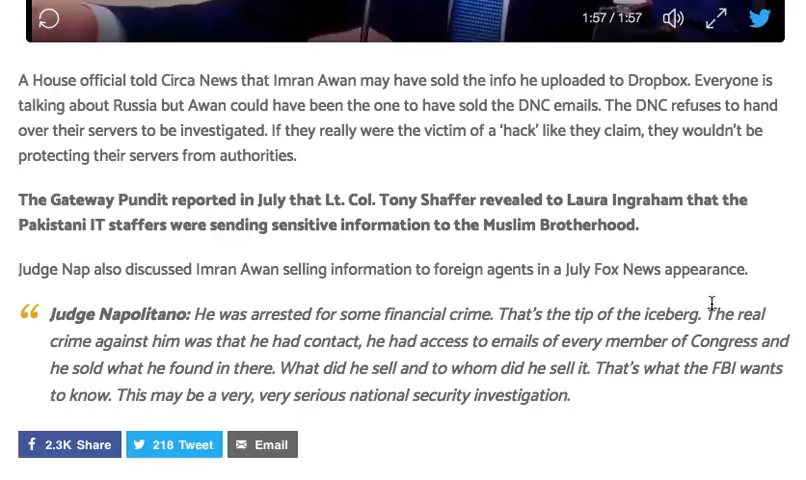 1:57 / 1:57
A House official told Circa News that Imran Awan may have sold the info he uploaded to Dropbox. Everyone is
talking about Russia but Awan could have been the one to have sold the DNC emails. The DNC refuses to hand
over their servers to be investigated. If they really were the victim of a ‘hack’ like they claim, they wouldn’t be
protecting their servers from authorities.
The Gateway Pundit reported in July that Lt. Col. Tony Shaffer revealed to Laura Ingraham that the
Pakistani IT staffers were sending sensitive information to the Muslim Brotherhood.
Judge Nap also discussed Imran Awan selling information to foreign agents in a July Fox News appearance.
“ Judge Napolitano: He was arrested for some financial crime. That’s the tip of the iceberg. The real
crime against him was that he had contact, he had access to emails of every member of Congress and
he sold what he found in there. What did he sell and to whom did he sell it. That’s what the FBI wants
to know. This may be a very, very serious national security investigation.
f 2.3K Share 218 Tweet Email